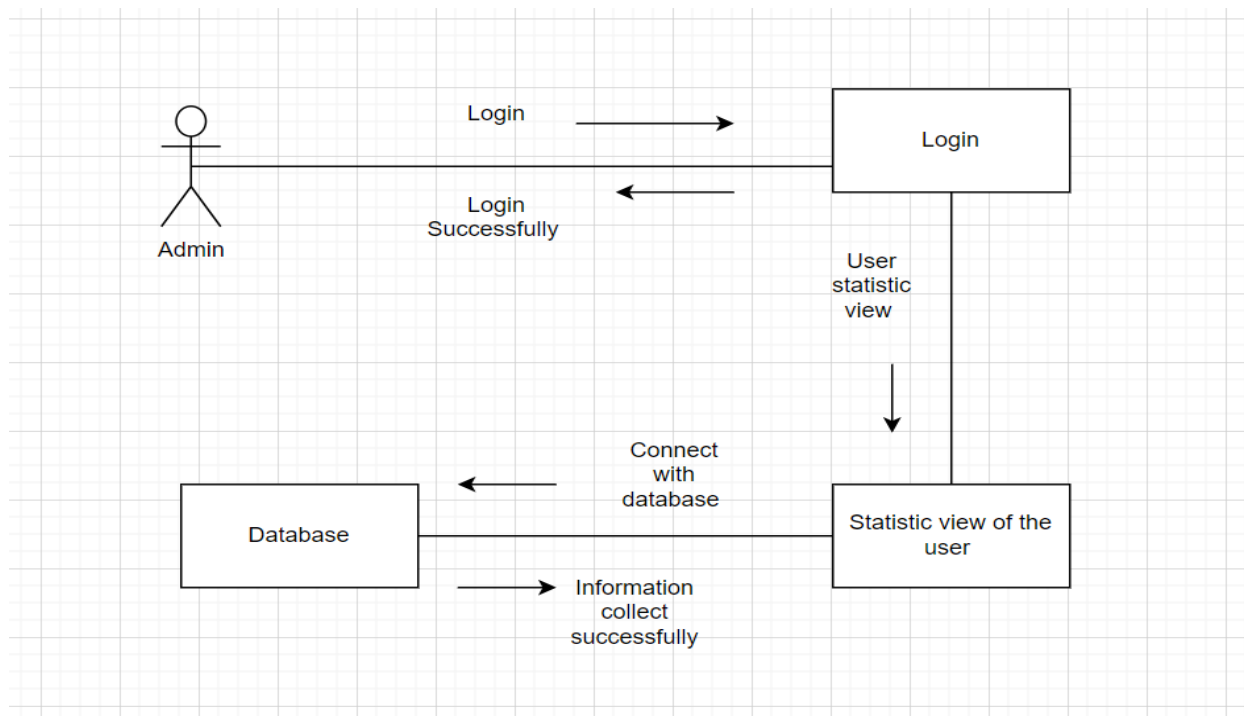 Login
Login
Login
Successfully
Admin
User
statistic
view
Connect
with
database
Database
Statistic view of the
user
Information
collect
successfully